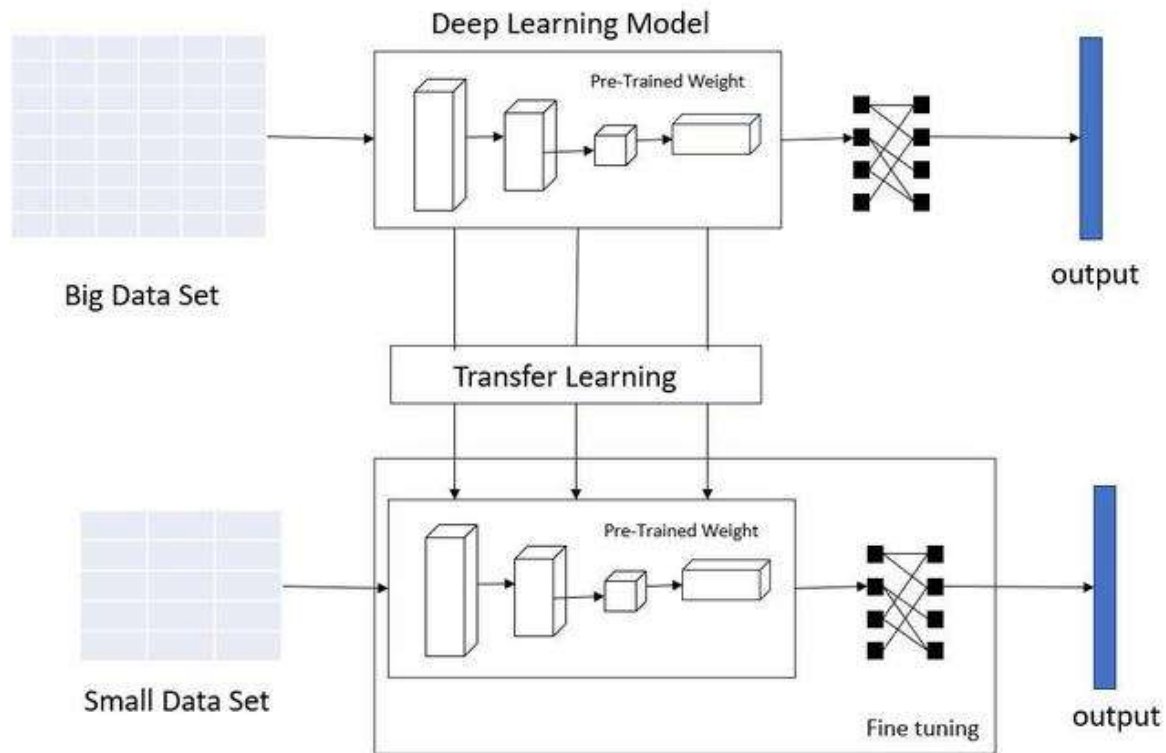 Deep Learning Model
Pre-Trained Weight
Big Data Set
output
Transfer Learning
Pre-Trained Weight
Small Data Set
Fine tuning
output